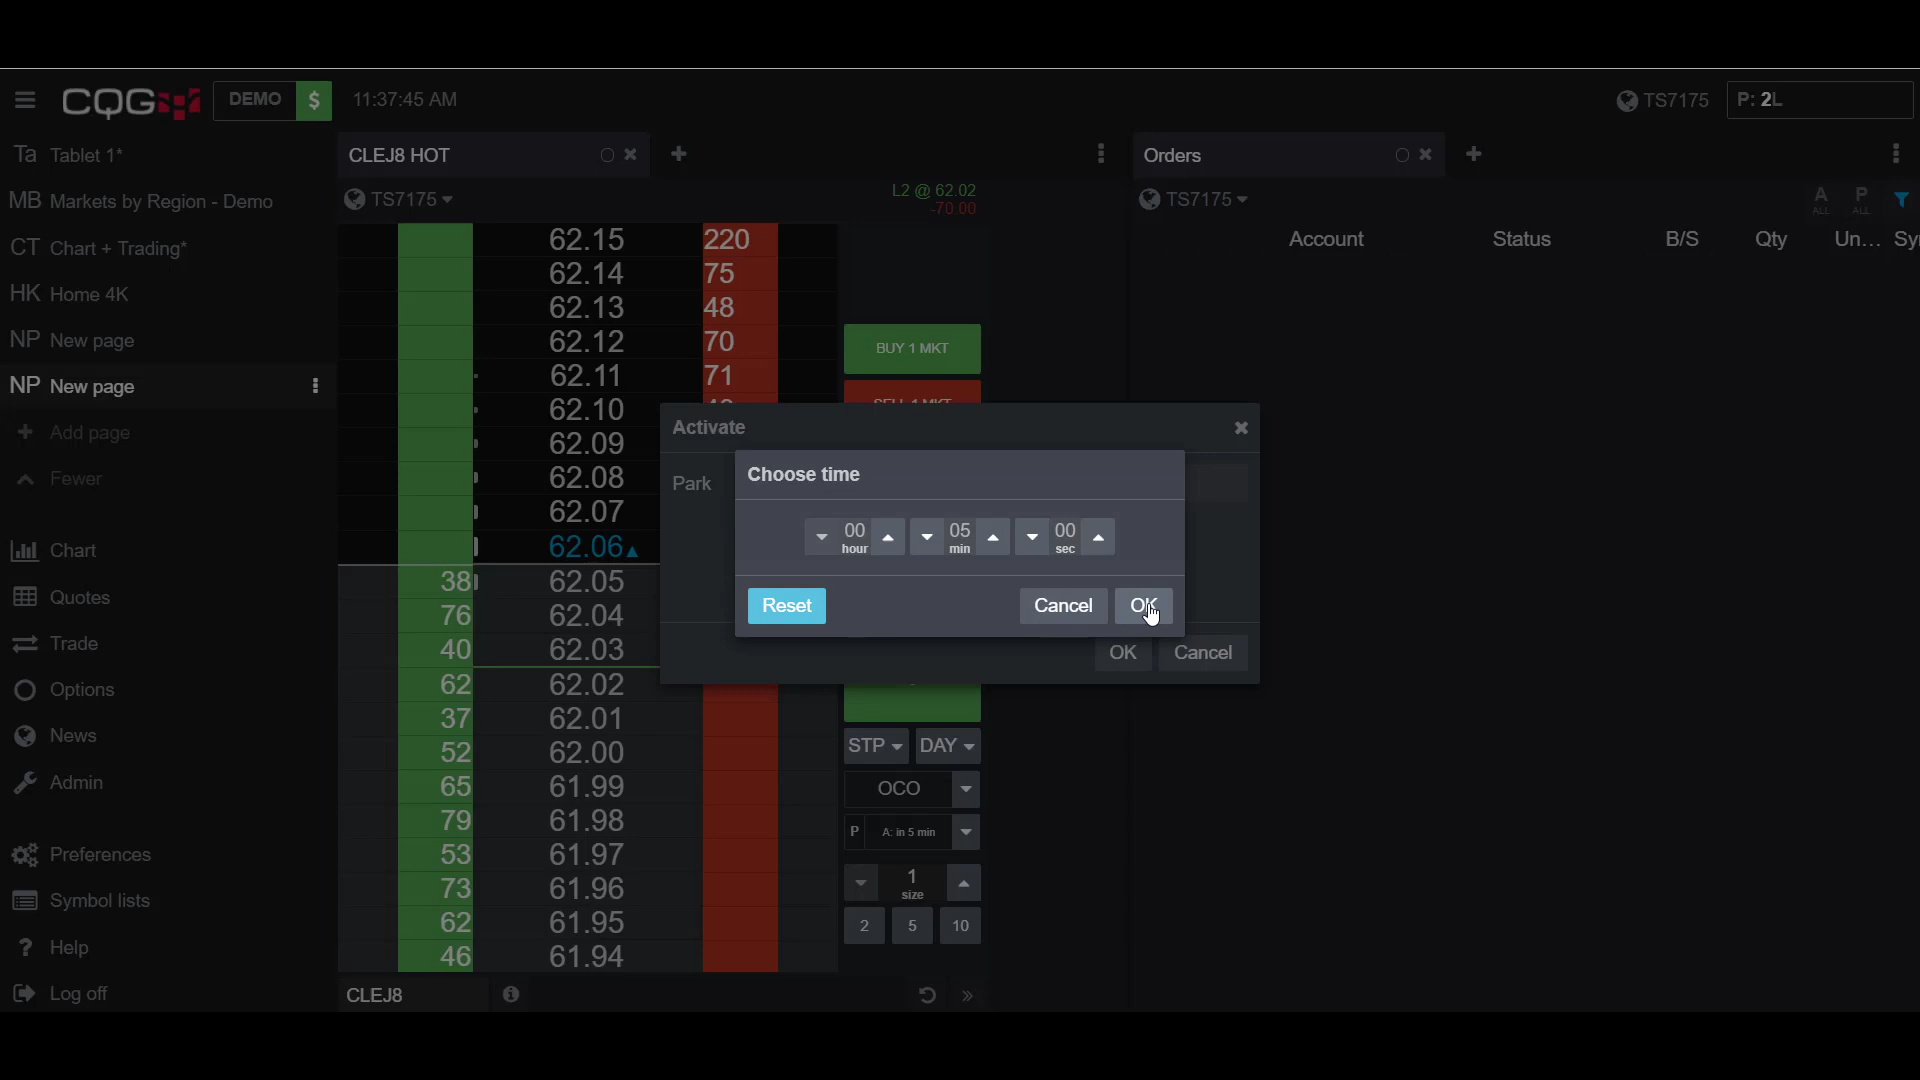 CQG DEMO $ 11:37:45 AM TS7175 P: 2L
Ta Tablet 1*
MB Markets by Region - Demo
CT Chart + Trading*
HK Home 4K
NP New page
NP New page
Add page
Fewer
Chart
Quotes
Trade
Options
News
Admin
Preferences
Symbol lists
? Help
Log off
CLEJ8 HOT
TS7175
L2 @ 62.02
-70.00
62.15 220
62.14 75
62.13 48
62.12 70
62.11 71
62.10
62.09
62.08
62.07
62.06
38 62.05
76 62.04
40 62.03
62 62.02
37 62.01
52 62.00
65 61.99
79 61.98
53 61.97
73 61.96
62 61.95
46 61.94
BUY 1 MKT
SELL 1 MKT
STP DAY
OCO
P A: in 5 min
1
size
2 5 10
CLEJ8
Orders
TS7175
A ALL P ALL
Account Status B/S Qty Un... Sy
Activate
Park
Choose time
00 05 00
hour min sec
Reset Cancel OK
OK Cancel